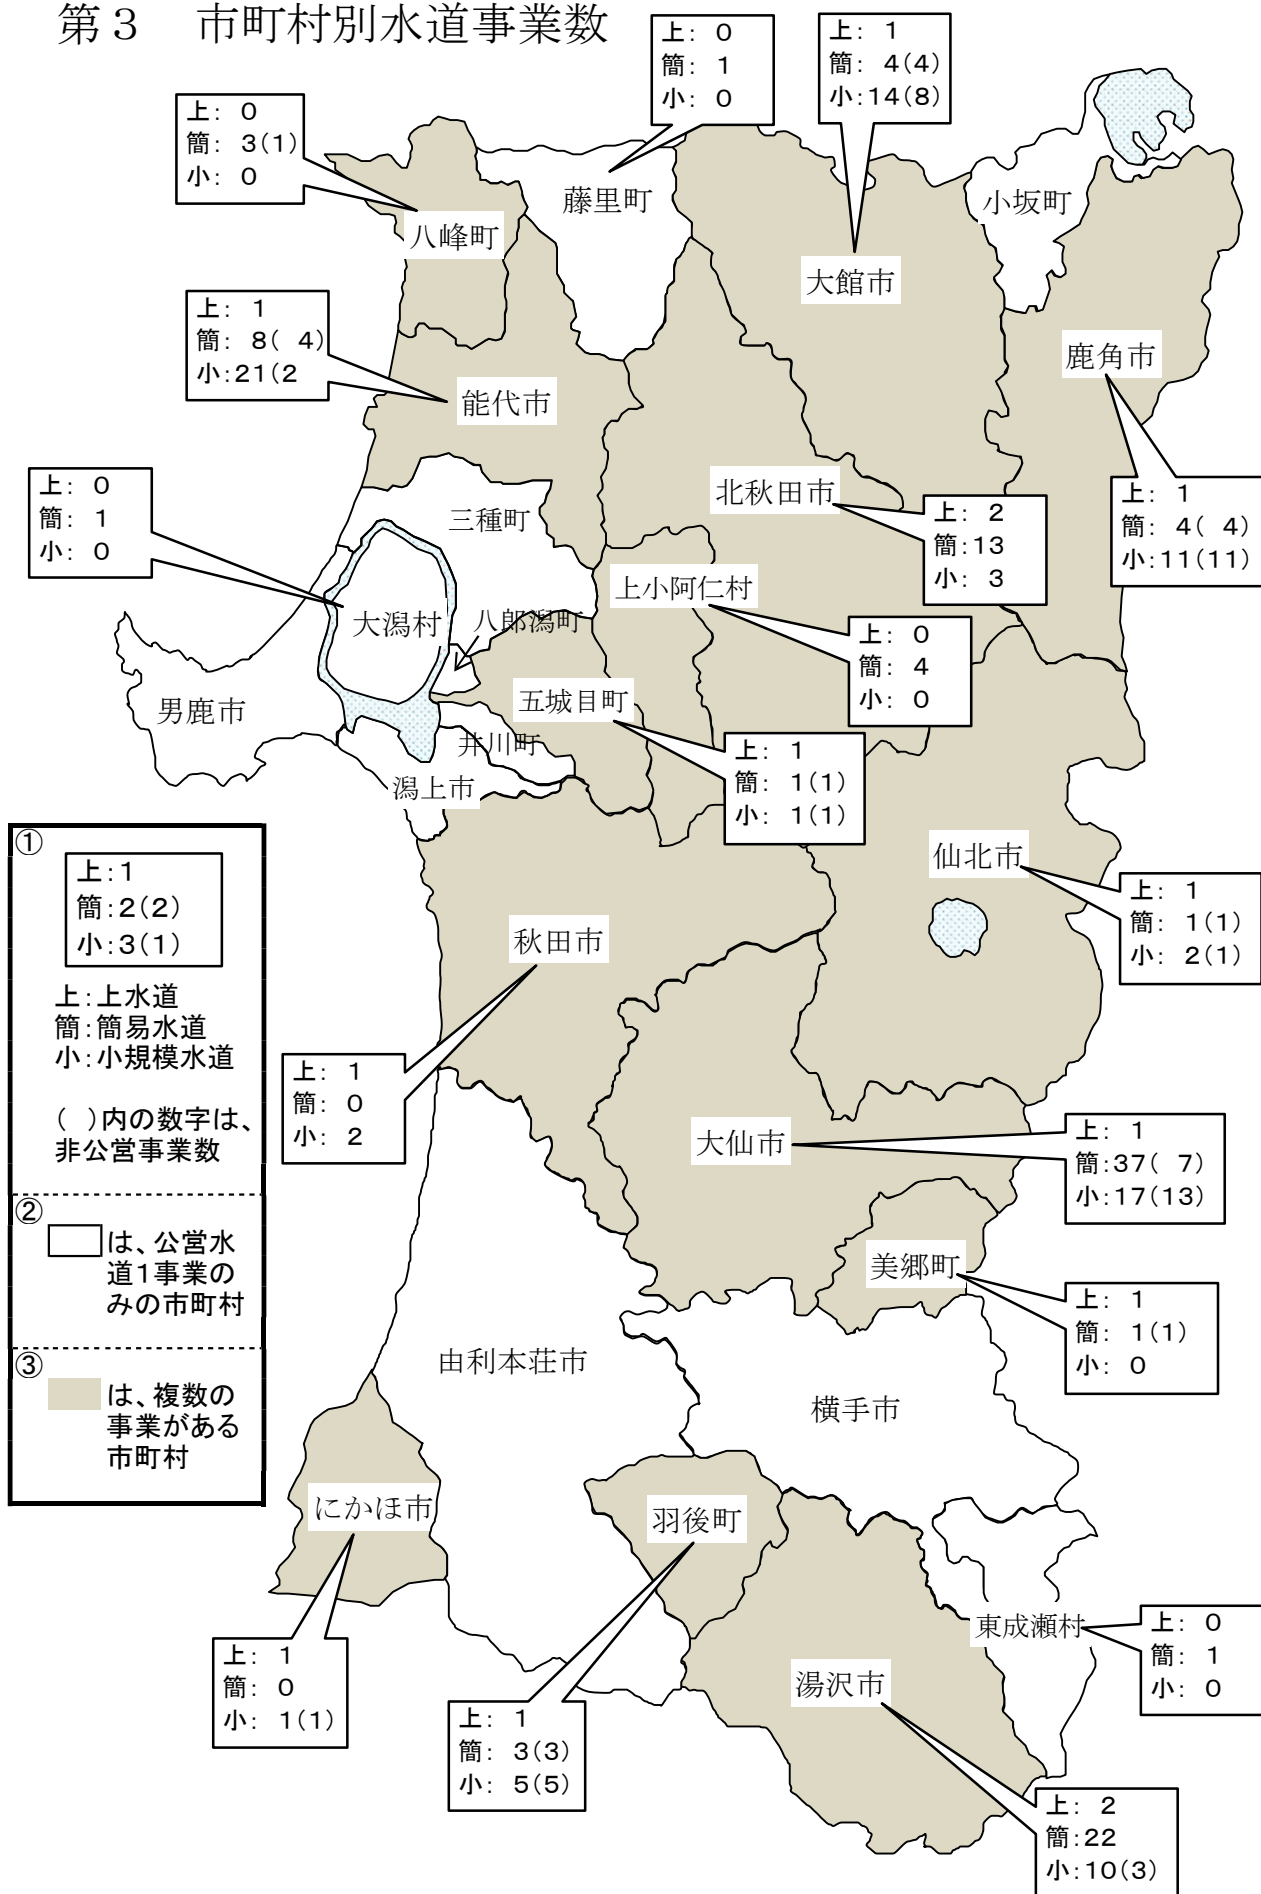 第３　市町村別水道事業数
上： 0
簡： 1
小： 0
上： 1
簡： 4(4)
小：14(8)
上： 0
簡： 3(1)
小： 0
藤里町
小坂町
八峰町
大館市
上： 1
簡： 8( 4)
小：21(2
鹿角市
能代市
上： 0
簡： 1
小： 0
北秋田市
三種町
上： 2
簡：13
小： 3
上： 1
簡： 4( 4)
小：11(11)
上小阿仁村
大潟村
八郎潟町
上： 0
簡： 4
小： 0
男鹿市
五城目町
井川町
潟上市
上： 1
簡： 1(1)
小： 1(1)
仙北市
上： 1
簡： 1(1)
小： 2(1)
秋田市
上： 1
簡： 0
小： 2
①
上：1
簡：2(2)
小：3(1)
上：上水道
簡：簡易水道
小：小規模水道
( )内の数字は、
非公営事業数
②
は、公営水
道1事業の
みの市町村
③
は、複数の
事業がある
市町村
大仙市
上： 1
簡：37( 7)
小：17(13)
美郷町
上： 1
簡： 1(1)
小： 0
由利本荘市
横手市
にかほ市
羽後町
東成瀬村
上： 0
簡： 1
小： 0
湯沢市
上： 1
簡： 0
小： 1(1)
上： 1
簡： 3(3)
小： 5(5)
上： 2
簡：22
小：10(3)